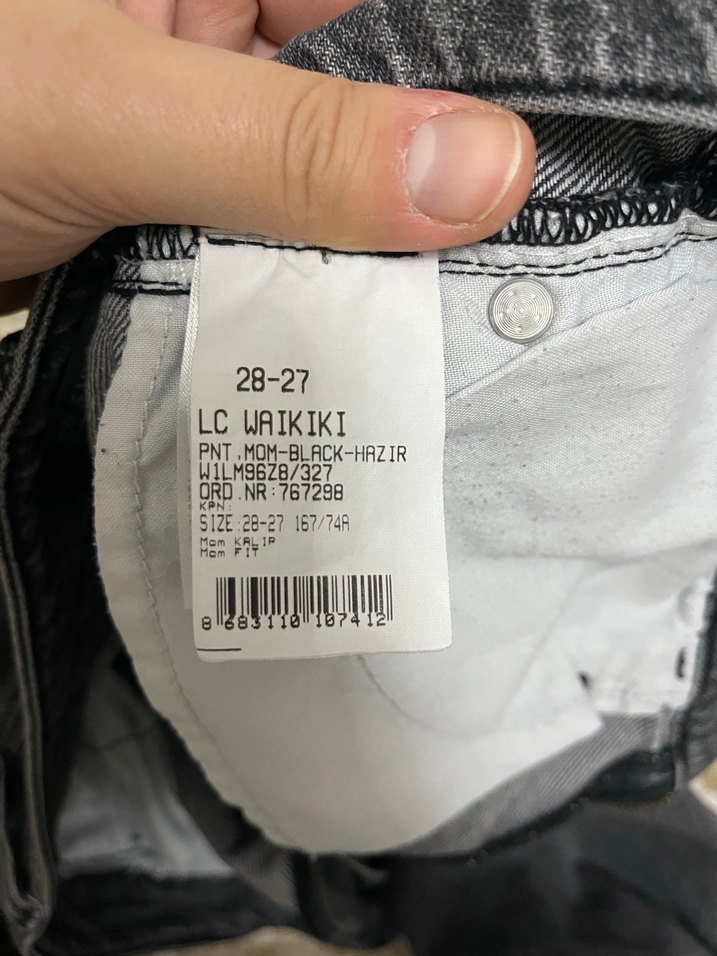 28-27
LC WAIKIKI
PNT,MOM-BLACK-HAZIR
W1LM96Z8/327
ORD.NR:767298
KPN:
SIZE:28-27 167/74A
Mom KALIP
Mom FIT
8 683110 107412